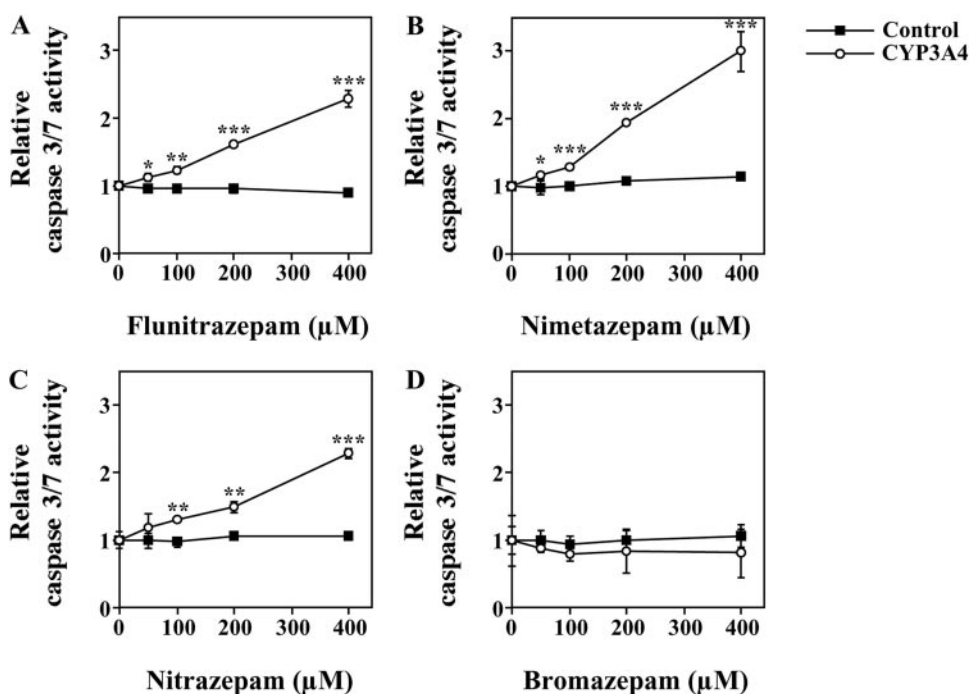 A
Relative
caspase 3/7 activity
3
2
1
0
* ** *** ***
0 100 200 300 400
Flunitrazepam (µM)
B
Relative
caspase 3/7 activity
3
2
1
0
* *** *** ***
0 100 200 300 400
Nimetazepam (µM)
Control
CYP3A4
C
Relative
caspase 3/7 activity
3
2
1
0
** ** ***
0 100 200 300 400
Nitrazepam (µM)
D
Relative
caspase 3/7 activity
3
2
1
0
0 100 200 300 400
Bromazepam (µM)